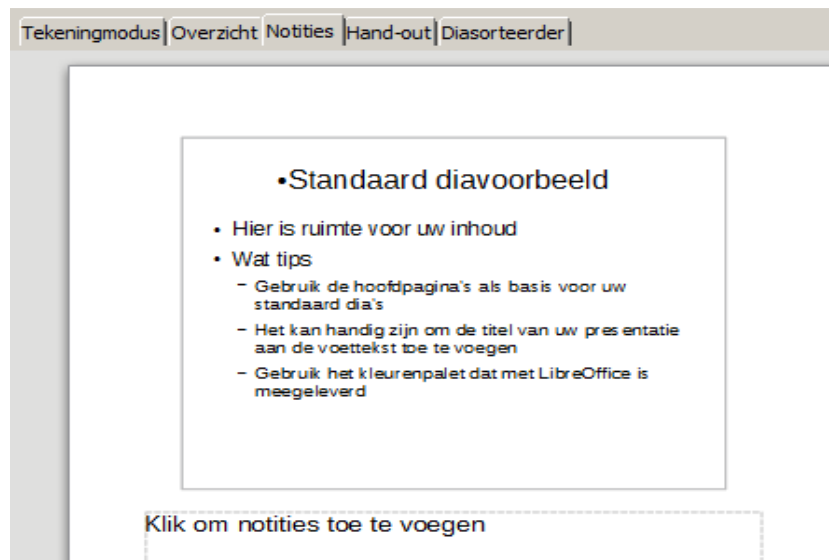 Tekeningmodus Overzicht Notities Hand-out Diasorteerder
•Standaard diavoorbeeld
• Hier is ruimte voor uw inhoud
• Wat tips
– Gebruik de hoofdpagina's als basis voor uw
standaard dia's
– Het kan handig zijn om de titel van uw presentatie
aan de voettekst toe te voegen
– Gebruik het kleurenpalet dat met LibreOffice is
meegeleverd
Klik om notities toe te voegen